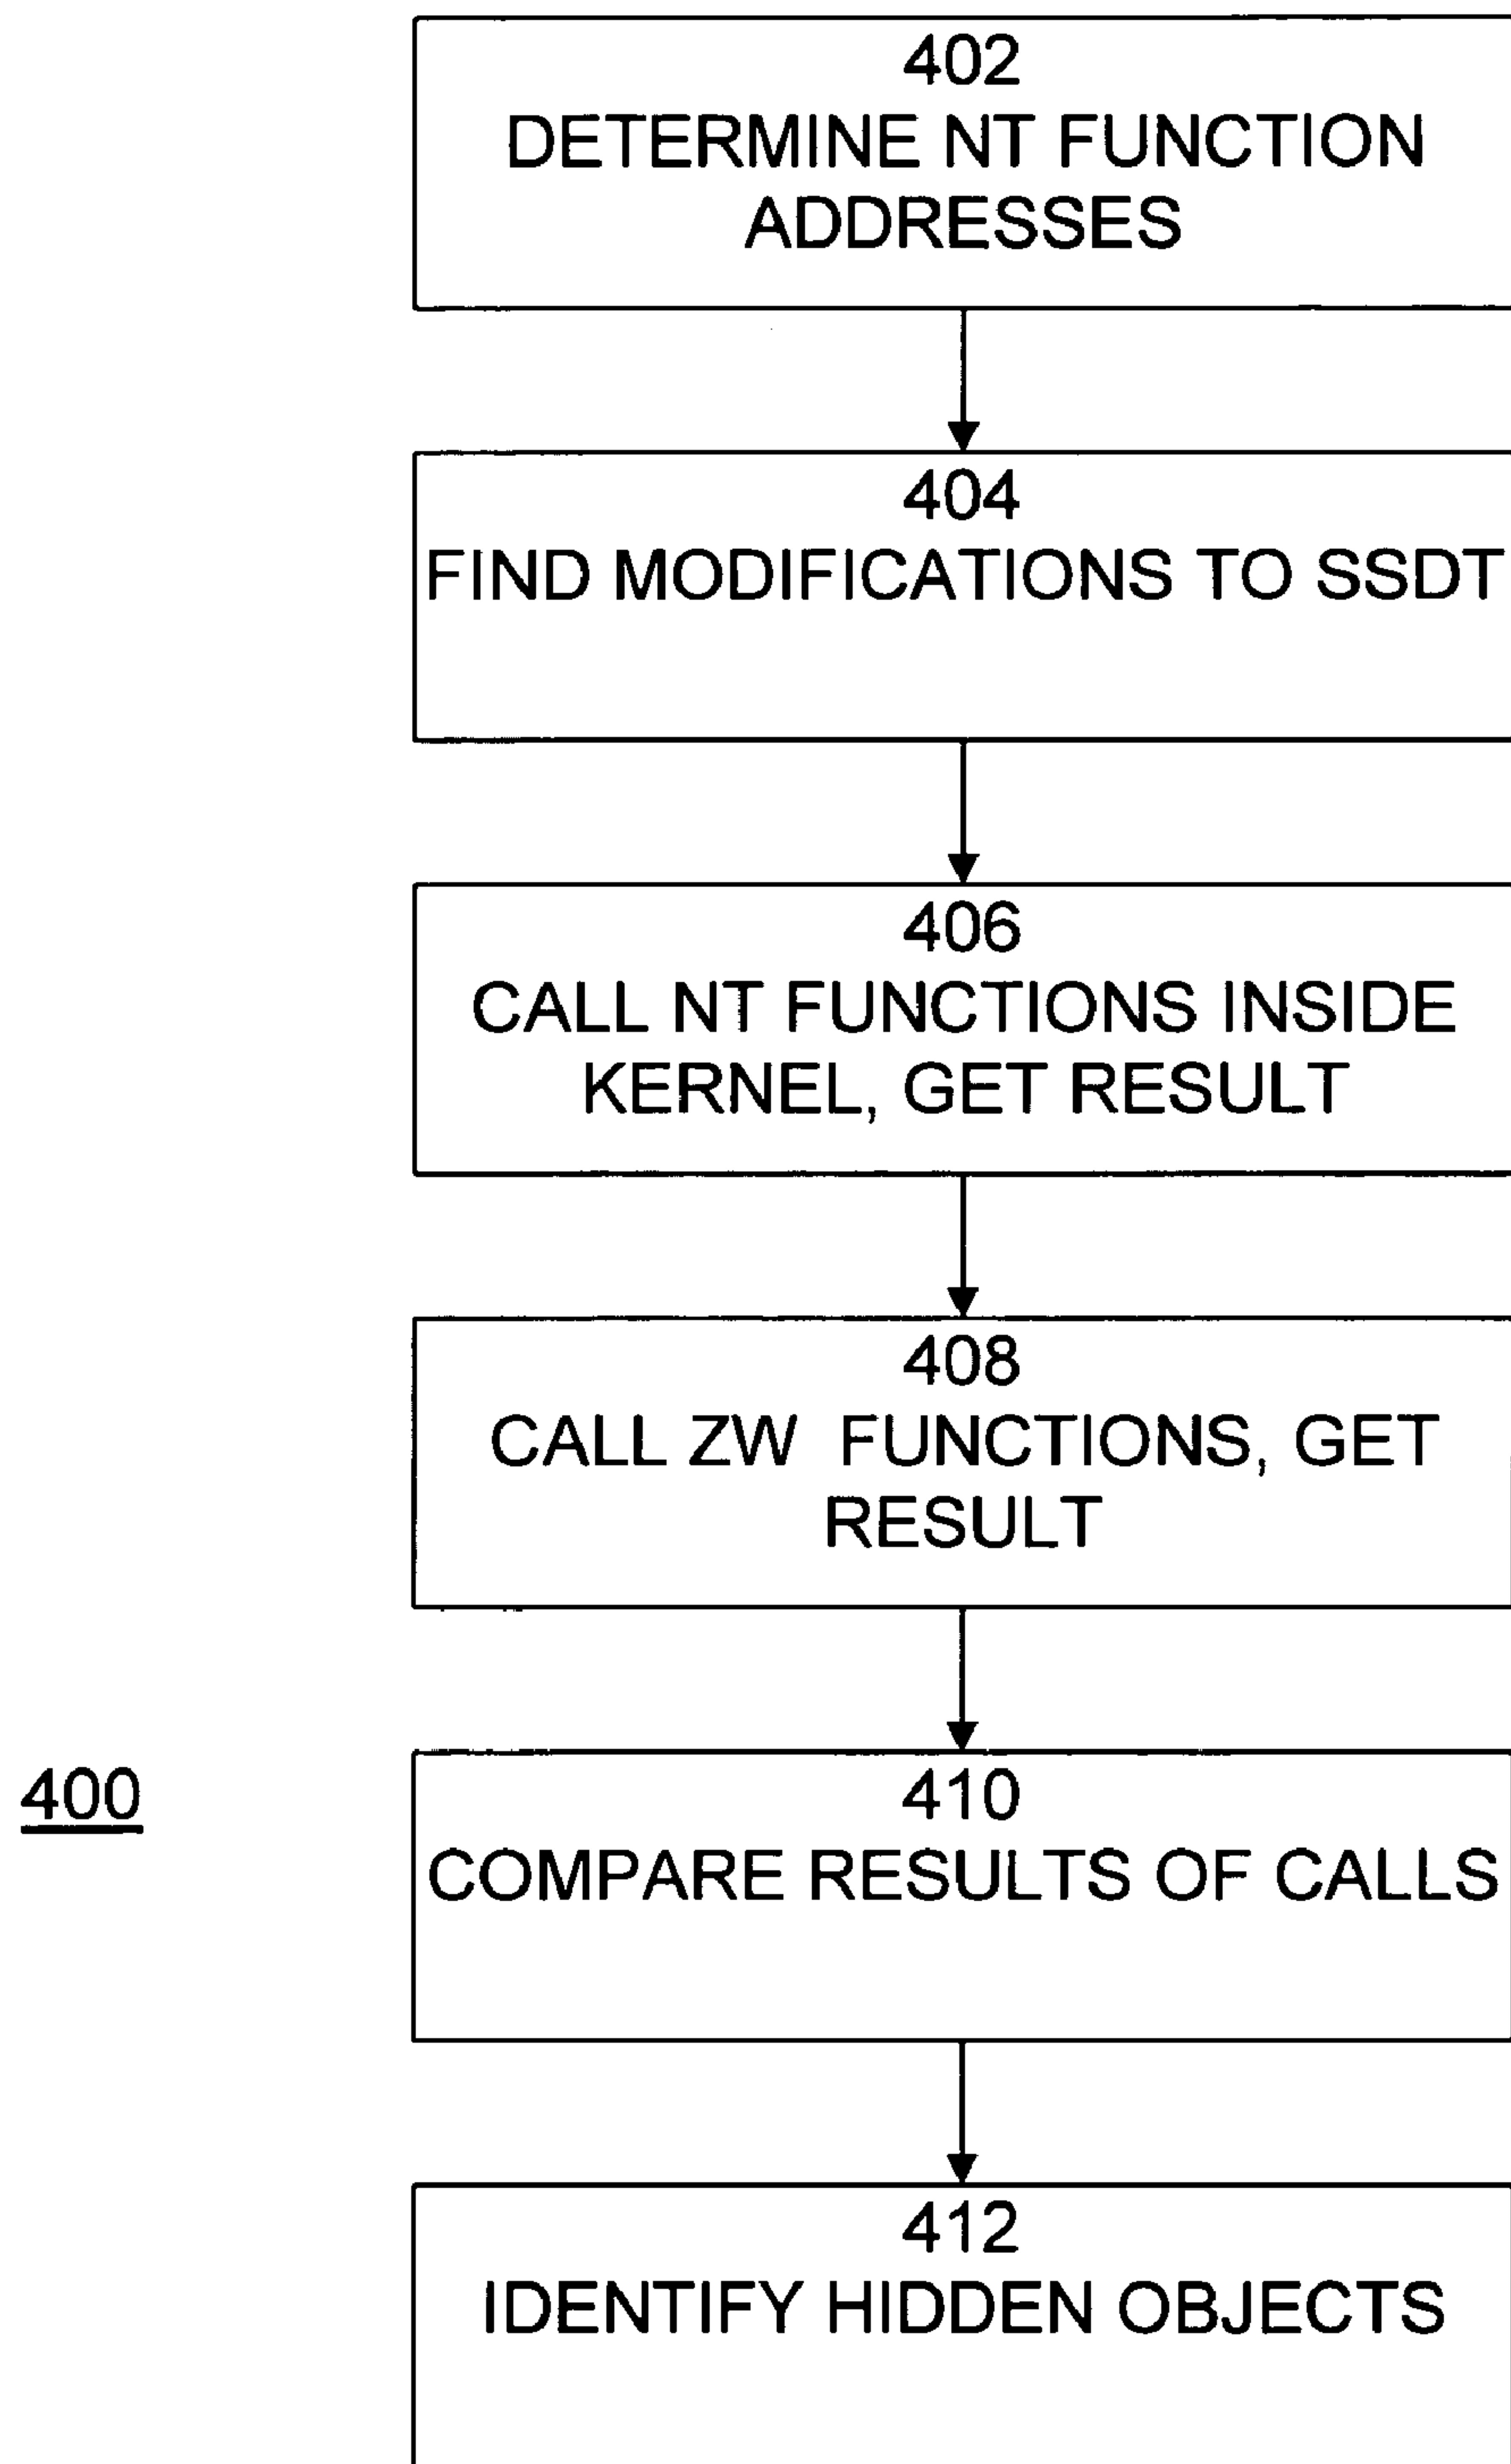 402
DETERMINE NT FUNCTION
ADDRESSES
404
FIND MODIFICATIONS TO SSDT
406
CALL NT FUNCTIONS INSIDE
KERNEL, GET RESULT
408
CALL ZW FUNCTIONS, GET
RESULT
400
410
COMPARE RESULTS OF CALLS
412
IDENTIFY HIDDEN OBJECTS